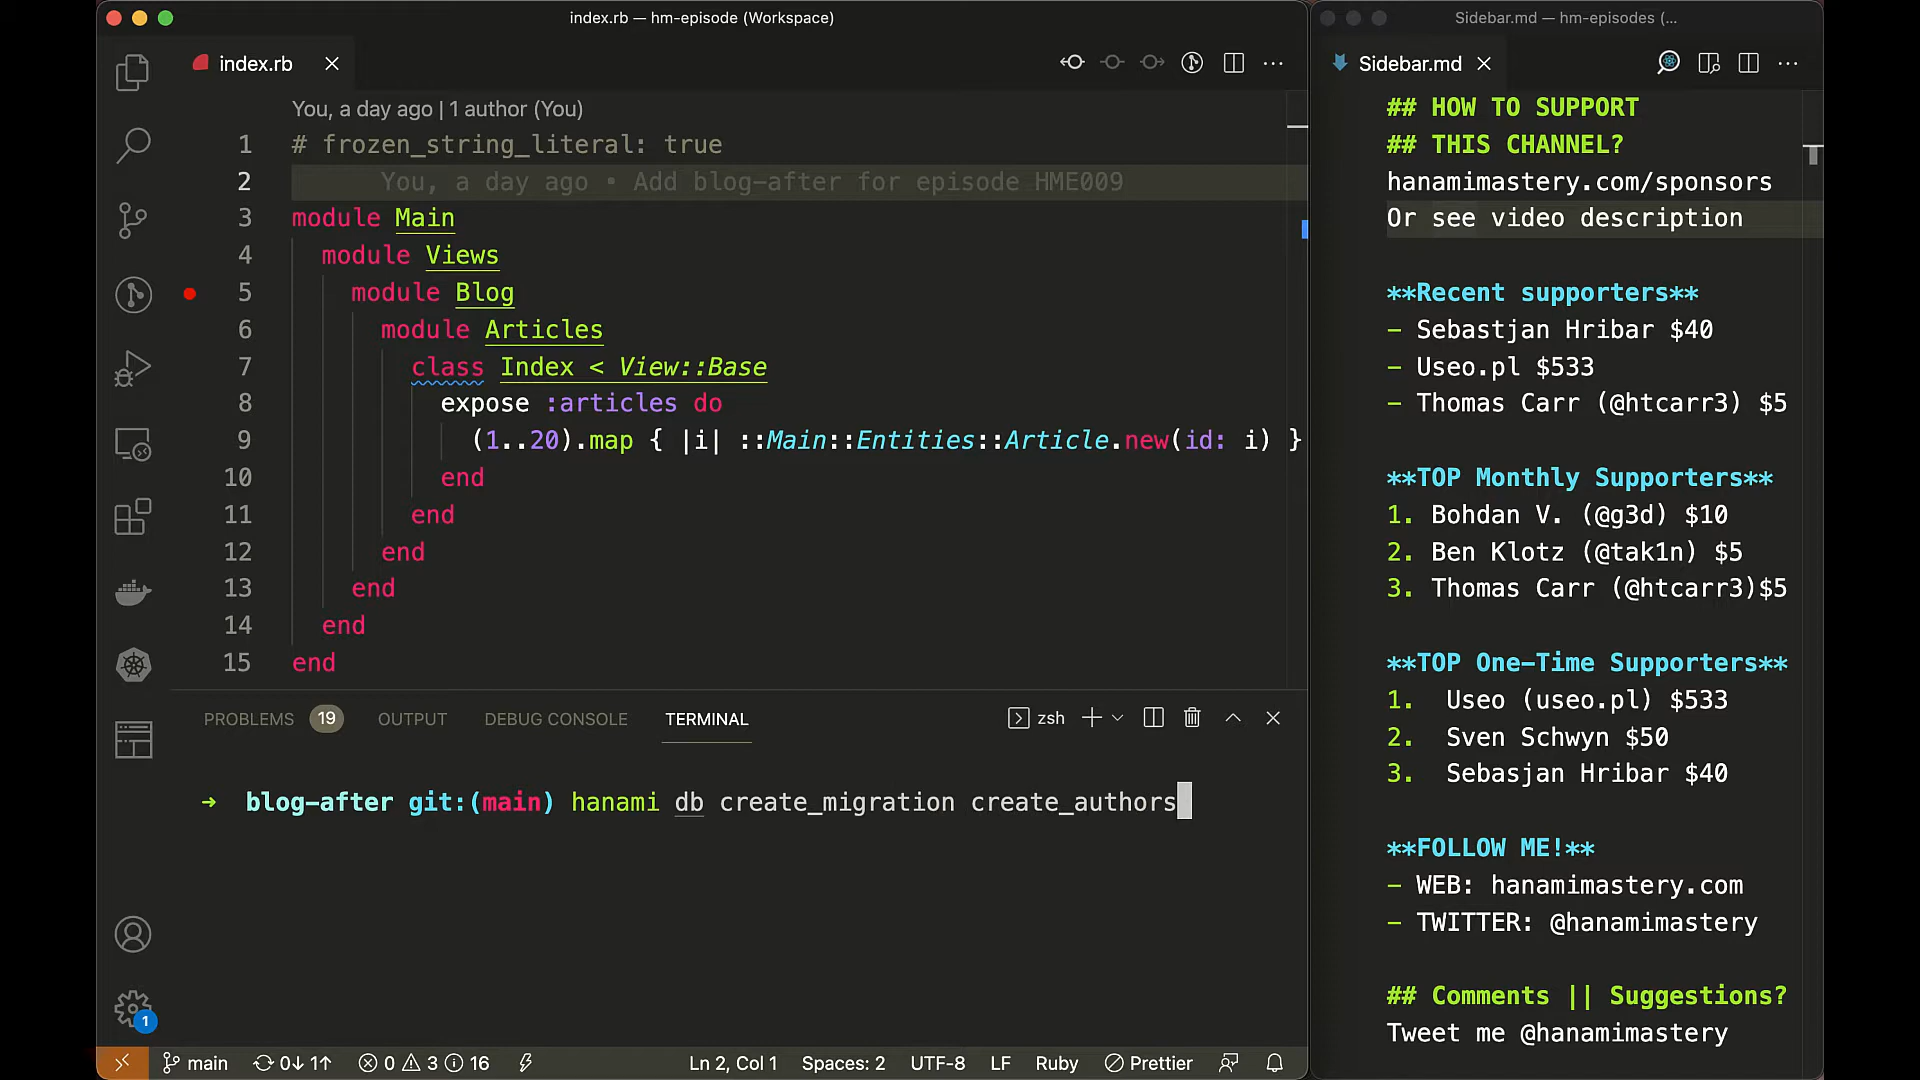 index.rb — hm-episode (Workspace)
index.rb
You, a day ago | 1 author (You)
1 # frozen_string_literal: true
2 You, a day ago • Add blog-after for episode HME009
3 module Main
4 module Views
5 module Blog
6 module Articles
7 class Index < View::Base
8 expose :articles do
9 (1..20).map { |i| ::Main::Entities::Article.new(id: i) }
10 end
11 end
12 end
13 end
14 end
15 end
PROBLEMS 19 OUTPUT DEBUG CONSOLE TERMINAL zsh
➜ blog-after git:(main) hanami db create_migration create_authors
1
main 0↓ 1↑ 0 3 16 Ln 2, Col 1 Spaces: 2 UTF-8 LF Ruby Prettier
Sidebar.md — hm-episodes (...
Sidebar.md
## HOW TO SUPPORT
## THIS CHANNEL?
hanamimastery.com/sponsors
Or see video description
**Recent supporters**
- Sebastjan Hribar $40
- Useo.pl $533
- Thomas Carr (@htcarr3) $5
**TOP Monthly Supporters**
1. Bohdan V. (@g3d) $10
2. Ben Klotz (@tak1n) $5
3. Thomas Carr (@htcarr3)$5
**TOP One-Time Supporters**
1. Useo (useo.pl) $533
2. Sven Schwyn $50
3. Sebasjan Hribar $40
**FOLLOW ME!**
- WEB: hanamimastery.com
- TWITTER: @hanamimastery
## Comments || Suggestions?
Tweet me @hanamimastery